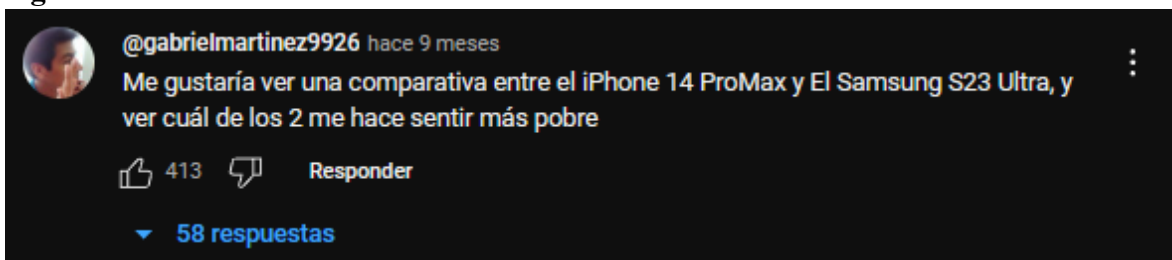 @gabrielmartinez9926 hace 9 meses
Me gustaría ver una comparativa entre el iPhone 14 ProMax y El Samsung S23 Ultra, y
ver cuál de los 2 me hace sentir más pobre
413 Responder
58 respuestas